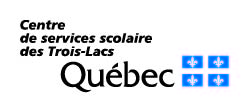 Centre
de services scolaire
des Trois-Lacs
Québec